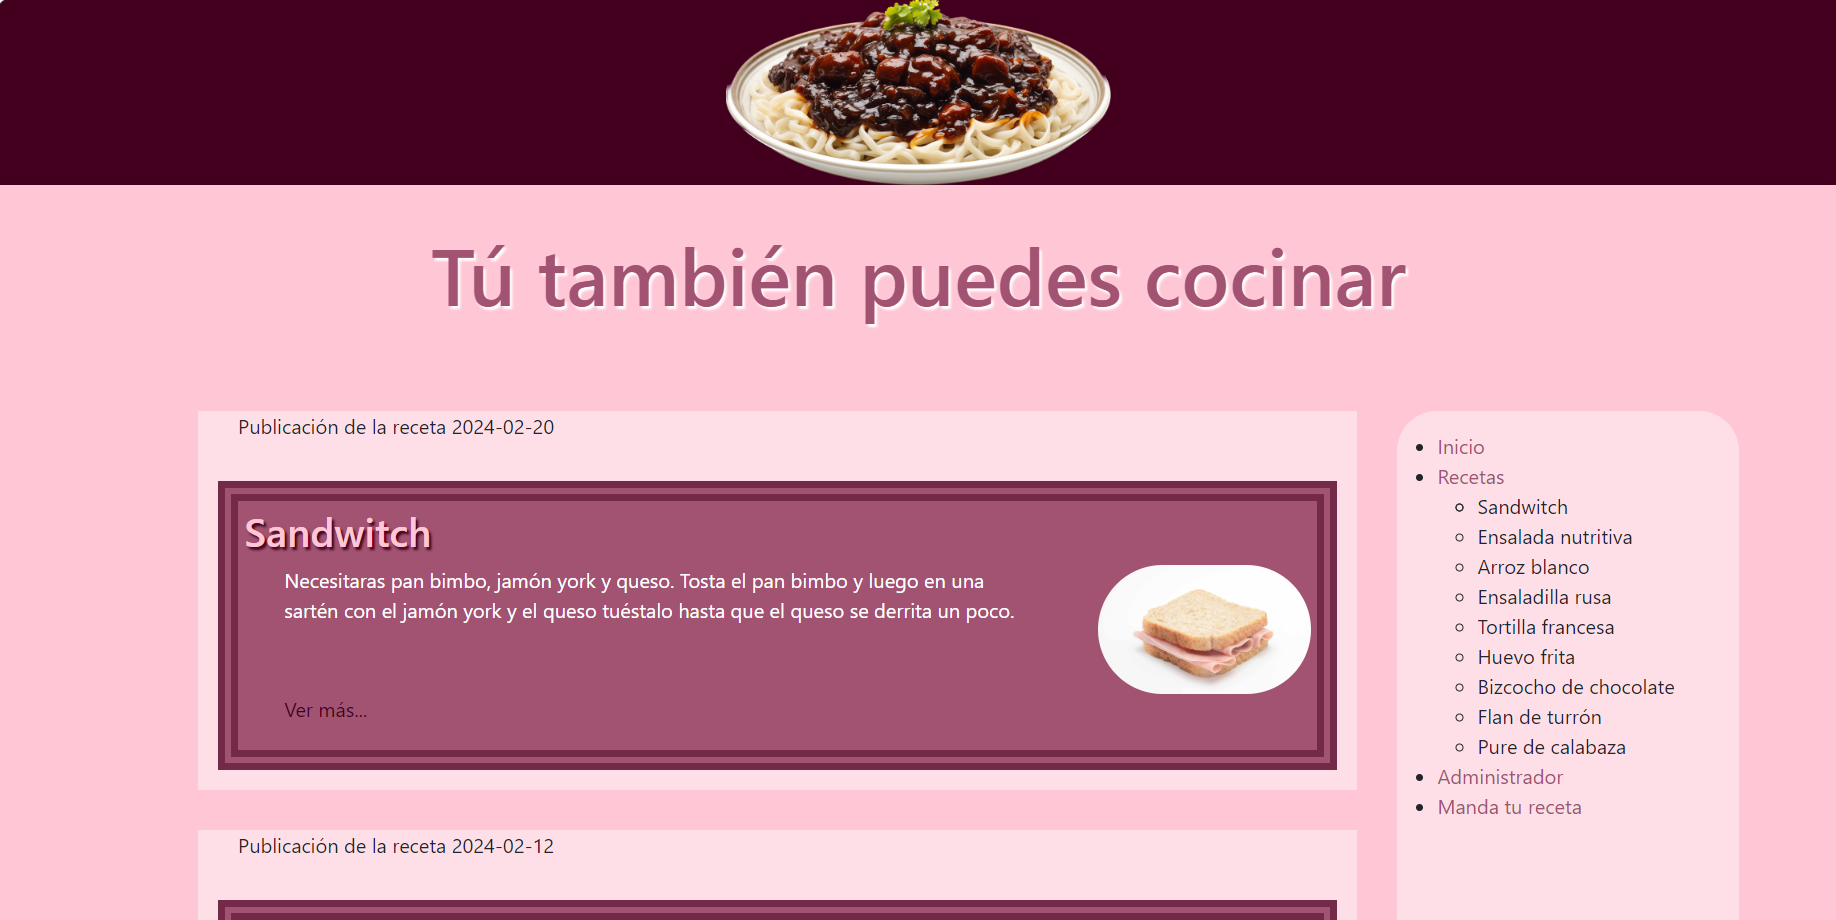 Tú también puedes cocinar
Publicación de la receta 2024-02-20
Sandwitch
Necesitaras pan bimbo, jamón york y queso. Tosta el pan bimbo y luego en una
sartén con el jamón york y el queso tuéstalo hasta que el queso se derrita un poco.
Ver más...
Publicación de la receta 2024-02-12
Inicio
Recetas
Sandwitch
Ensalada nutritiva
Arroz blanco
Ensaladilla rusa
Tortilla francesa
Huevo frita
Bizcocho de chocolate
Flan de turrón
Pure de calabaza
Administrador
Manda tu receta